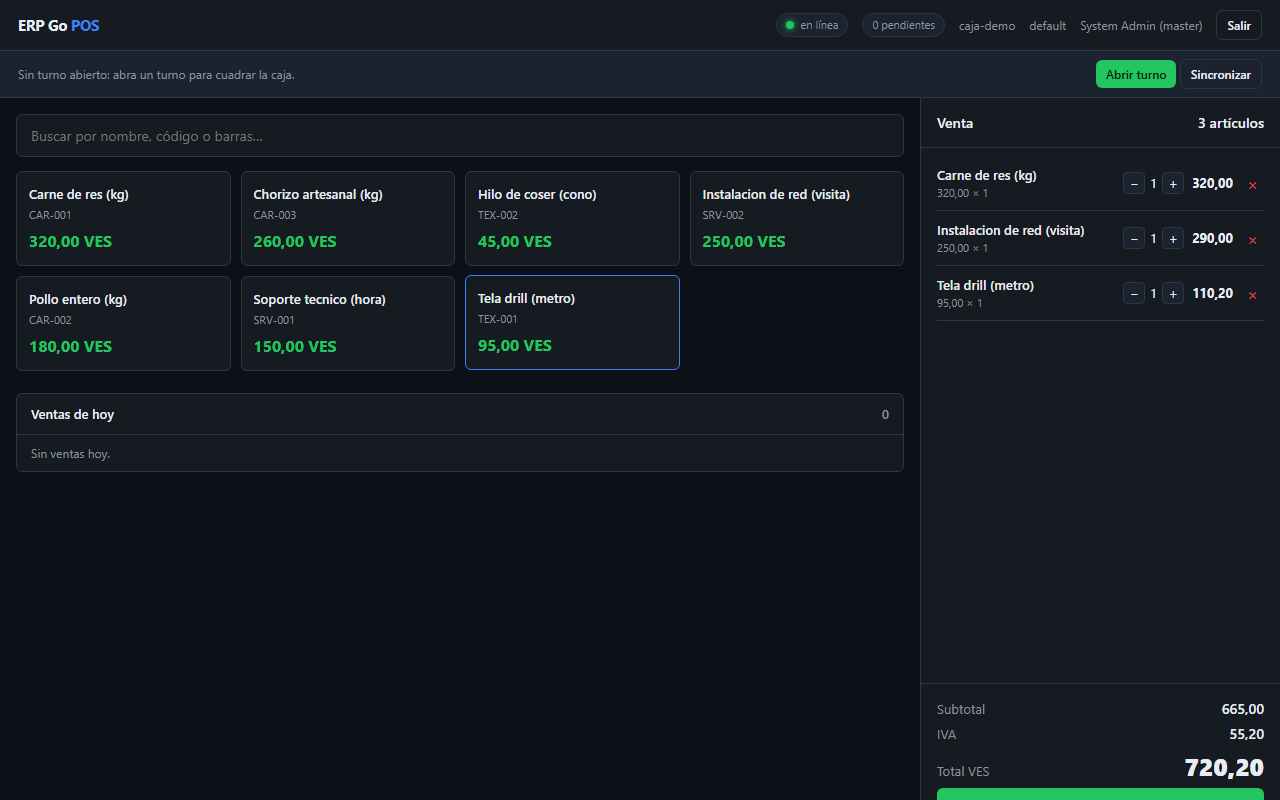 ERP Go POS
en línea
0 pendientes
caja-demo
default
System Admin (master)
Salir
Sin turno abierto: abra un turno para cuadrar la caja.
Abrir turno
Sincronizar
Buscar por nombre, código o barras...
Carne de res (kg)
CAR-001
320,00 VES
Chorizo artesanal (kg)
CAR-003
260,00 VES
Hilo de coser (cono)
TEX-002
45,00 VES
Instalacion de red (visita)
SRV-002
250,00 VES
Pollo entero (kg)
CAR-002
180,00 VES
Soporte tecnico (hora)
SRV-001
150,00 VES
Tela drill (metro)
TEX-001
95,00 VES
Ventas de hoy
0
Sin ventas hoy.
Venta
3 artículos
Carne de res (kg)
320,00 × 1
− 1 + 320,00 ×
Instalacion de red (visita)
250,00 × 1
− 1 + 290,00 ×
Tela drill (metro)
95,00 × 1
− 1 + 110,20 ×
Subtotal 665,00
IVA 55,20
Total VES 720,20